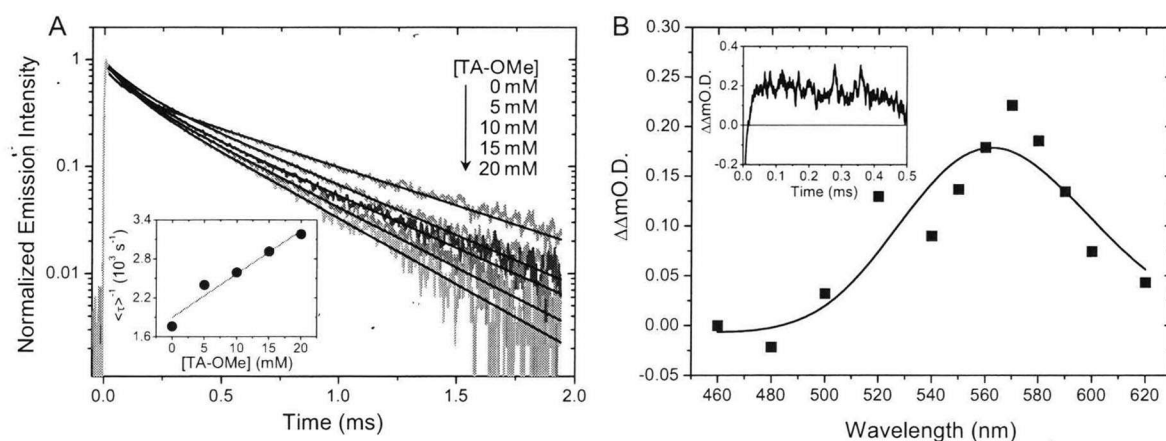 A
Normalized Emission Intensity
1
0.1
0.01
[TA-OMe]
0 mM
5 mM
10 mM
15 mM
20 mM
<τ>⁻¹ (10³ s⁻¹)
3.4
2.8
2.2
1.6
0 5 10 15 20
[TA-OMe] (mM)
0.0 0.5 1.0 1.5 2.0
Time (ms)
B
ΔΔmO.D.
0.30
0.25
0.20
0.15
0.10
0.05
0.00
-0.05
ΔΔmO.D.
0.4
0.2
0.0
-0.2
0.0 0.1 0.2 0.3 0.4 0.5
Time (ms)
460 480 500 520 540 560 580 600 620
Wavelength (nm)